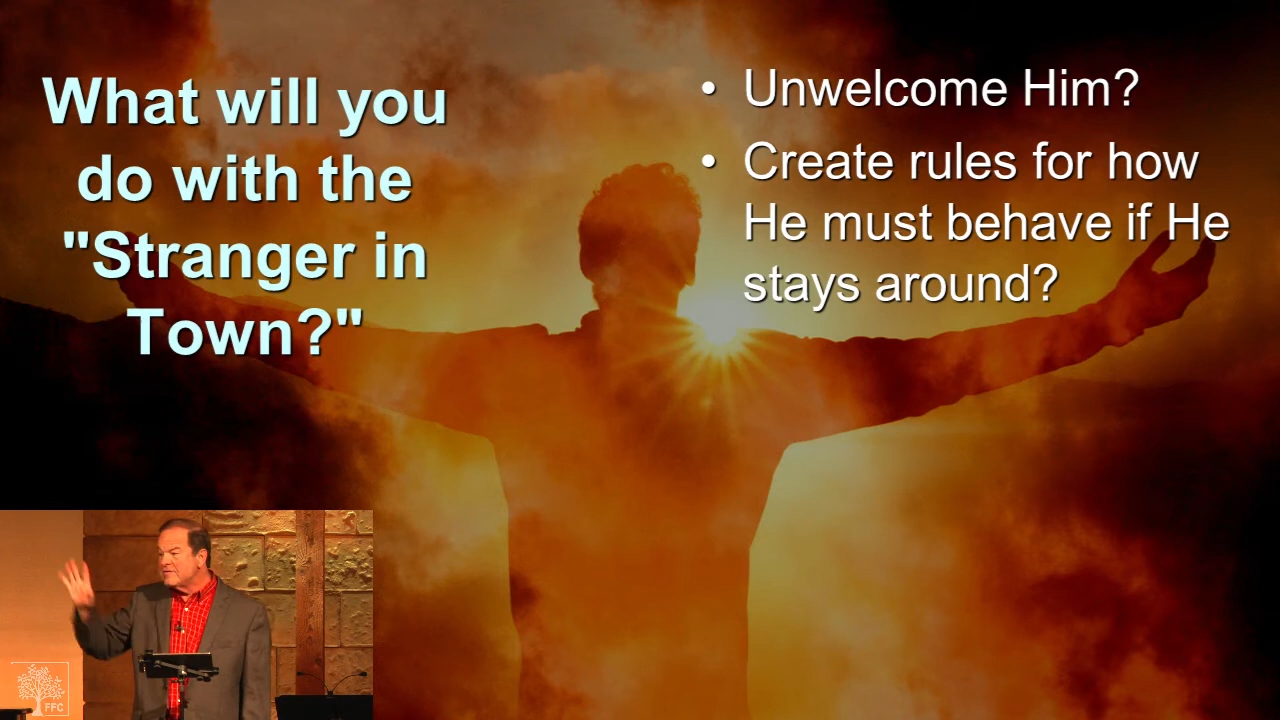 What will you
do with the
"Stranger in
Town?"
• Unwelcome Him?
• Create rules for how
He must behave if He
stays around?
FFC